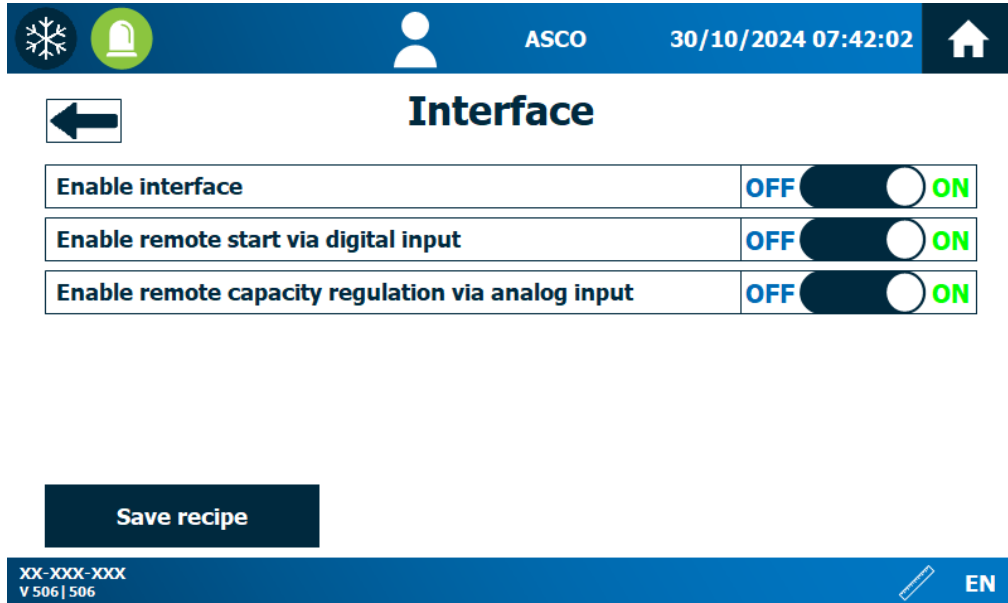 ASCO 30/10/2024 07:42:02
Interface
Enable interface OFF ON
Enable remote start via digital input OFF ON
Enable remote capacity regulation via analog input OFF ON
Save recipe
XX-XXX-XXX
V 506 | 506
EN